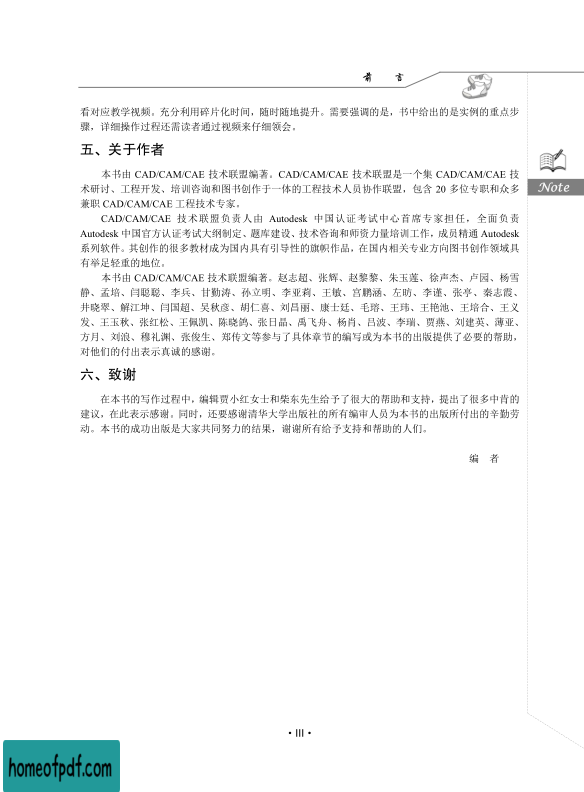 前 言
看对应教学视频。充分利用碎片化时间，随时随地提升。需要强调的是，书中给出的是实例的重点步
骤，详细操作过程还需读者通过视频来仔细领会。
五、关于作者
本书由 CAD/CAM/CAE 技术联盟编著。CAD/CAM/CAE 技术联盟是一个集 CAD/CAM/CAE 技
术研讨、工程开发、培训咨询和图书创作于一体的工程技术人员协作联盟，包含 20 多位专职和众多
兼职 CAD/CAM/CAE 工程技术专家。
CAD/CAM/CAE 技术联盟负责人由 Autodesk 中国认证考试中心首席专家担任，全面负责
Autodesk 中国官方认证考试大纲制定、题库建设、技术咨询和师资力量培训工作，成员精通 Autodesk
系列软件。其创作的很多教材成为国内具有引导性的旗帜作品，在国内相关专业方向图书创作领域具
有举足轻重的地位。
本书由 CAD/CAM/CAE 技术联盟编著。赵志超、张辉、赵黎黎、朱玉莲、徐声杰、卢园、杨雪
静、孟培、闫聪聪、李兵、甘勤涛、孙立明、李亚莉、王敏、宫鹏涵、左昉、李谨、张亭、秦志霞、
井晓翠、解江坤、闫国超、吴秋彦、胡仁喜、刘昌丽、康士廷、毛瑢、王玮、王艳池、王培合、王义
发、王玉秋、张红松、王佩凯、陈晓鸽、张日晶、禹飞舟、杨肖、吕波、李瑞、贾燕、刘建英、薄亚、
方月、刘浪、穆礼渊、张俊生、郑传文等参与了具体章节的编写或为本书的出版提供了必要的帮助，
对他们的付出表示真诚的感谢。
六、致谢
在本书的写作过程中，编辑贾小红女士和柴东先生给予了很大的帮助和支持，提出了很多中肯的
建议，在此表示感谢。同时，还要感谢清华大学出版社的所有编审人员为本书的出版所付出的辛勤劳
动。本书的成功出版是大家共同努力的结果，谢谢所有给予支持和帮助的人们。
编 者
Note
• III •
homeofpdf.com